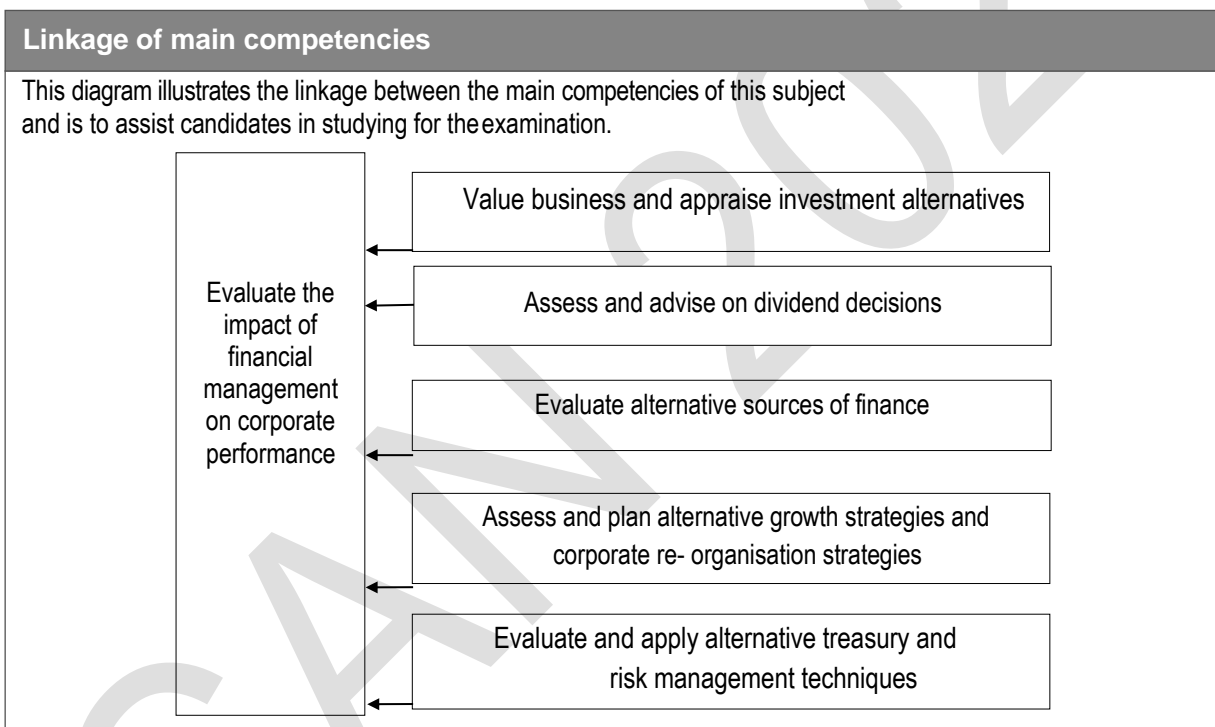 Linkage of main competencies
This diagram illustrates the linkage between the main competencies of this subject
and is to assist candidates in studying for the examination.
Evaluate the
impact of
financial
management
on corporate
performance
Value business and appraise investment alternatives
Assess and advise on dividend decisions
Evaluate alternative sources of finance
Assess and plan alternative growth strategies and
corporate re- organisation strategies
Evaluate and apply alternative treasury and
risk management techniques